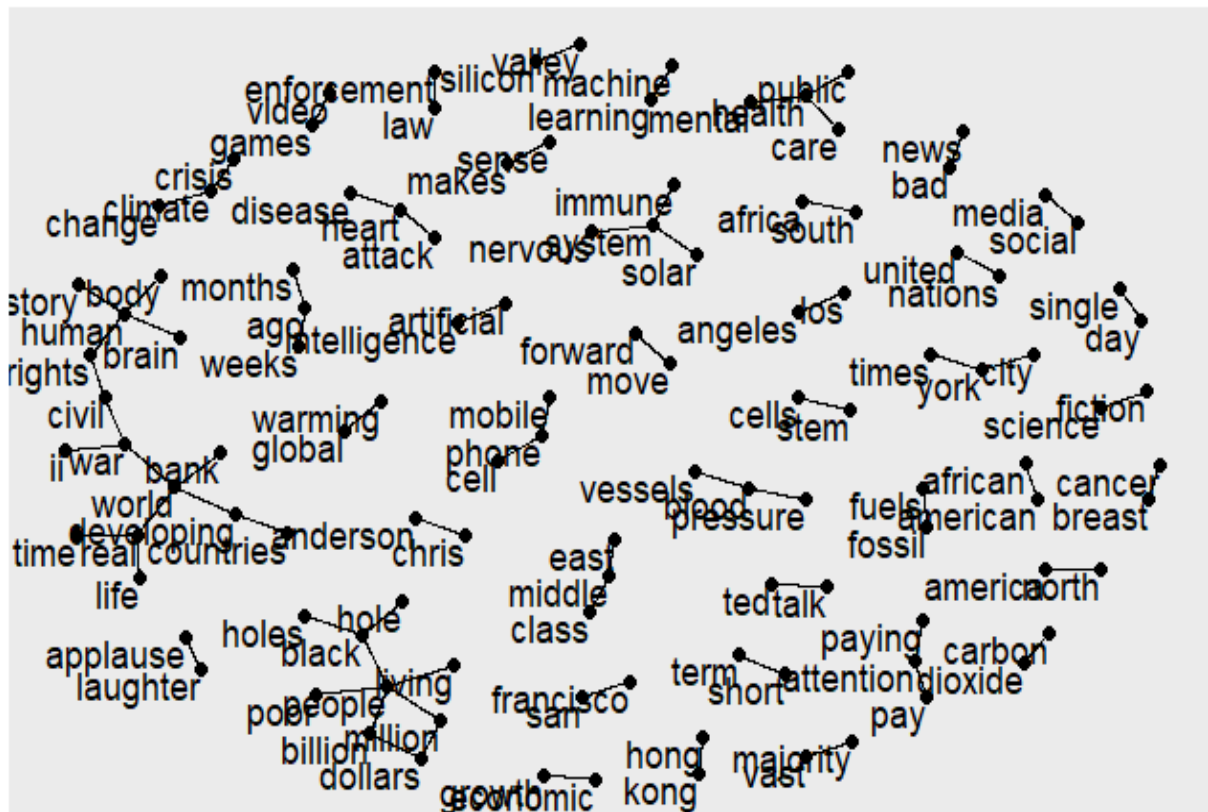 valley
silicon
machine
public
enforcement
video
law
learning
mental
health
games
care
news
bad
crisis
sense
makes
climate
change
disease
heart
attack
immune
nervous
system
solar
africa
south
media
social
story
body
human
brain
rights
months
ago
weeks
artificial
intelligence
united
nations
los
angeles
single
day
forward
move
times
york
city
civil
warming
global
mobile
phone
cell
cells
stem
fiction
science
ii
war
bank
world
developing
countries
time
real
life
anderson
chris
vessels
blood
pressure
fuels
fossil
african
american
cancer
breast
east
middle
class
ted
talk
america
north
holes
hole
black
applause
laughter
living
people
poor
million
billion
dollars
francisco
san
term
short
paying
attention
pay
carbon
dioxide
hong
kong
majority
vast
growth
economic